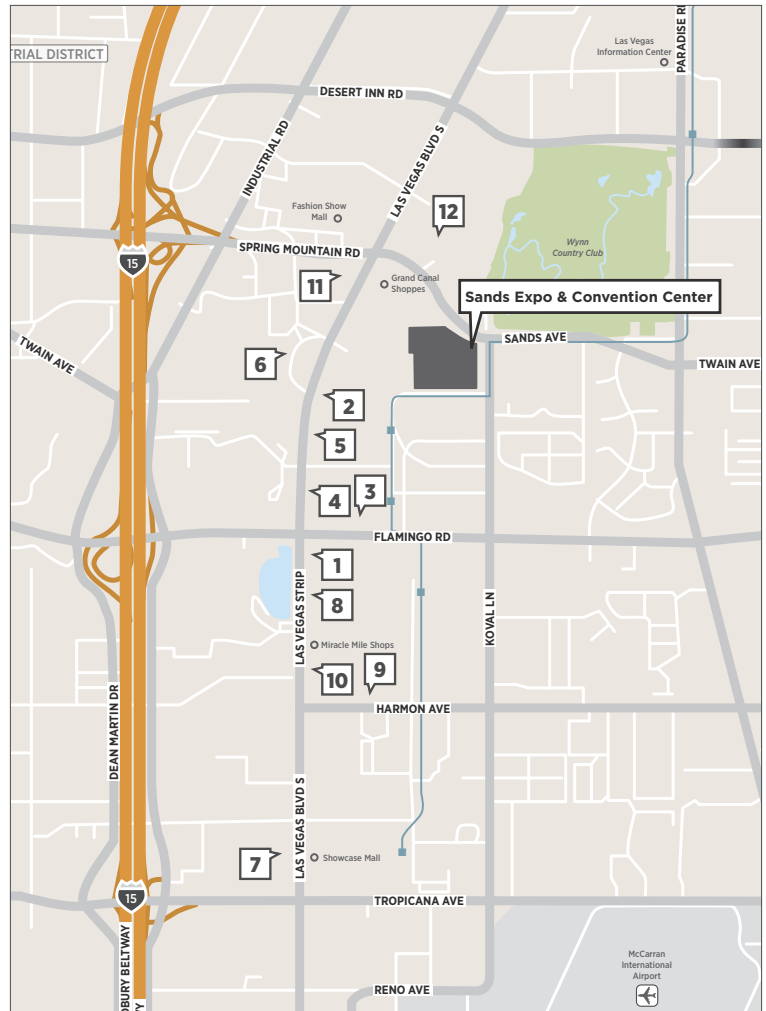 TRIAL DISTRICT
Las Vegas
Information Center
PARADISE R
DESERT INN RD
INDUSTRIAL RD
LAS VEGAS BLVD S
Fashion Show
Mall
12
Wynn
Country Club
SPRING MOUNTAIN RD
15
11
Grand Canal
Shoppes
Sands Expo & Convention Center
SANDS AVE
TWAIN AVE
6
TWAIN AVE
2
5
3
4
FLAMINGO RD
1
8
LAS VEGAS STRIP
KOVAL LN
Miracle Mile Shops
9
10
HARMON AVE
DEAN MARTIN DR
LAS VEGAS BLVD S
7
Showcase Mall
15
TROPICANA AVE
DBURY BELTWAY
McCarran
International
Airport
RENO AVE